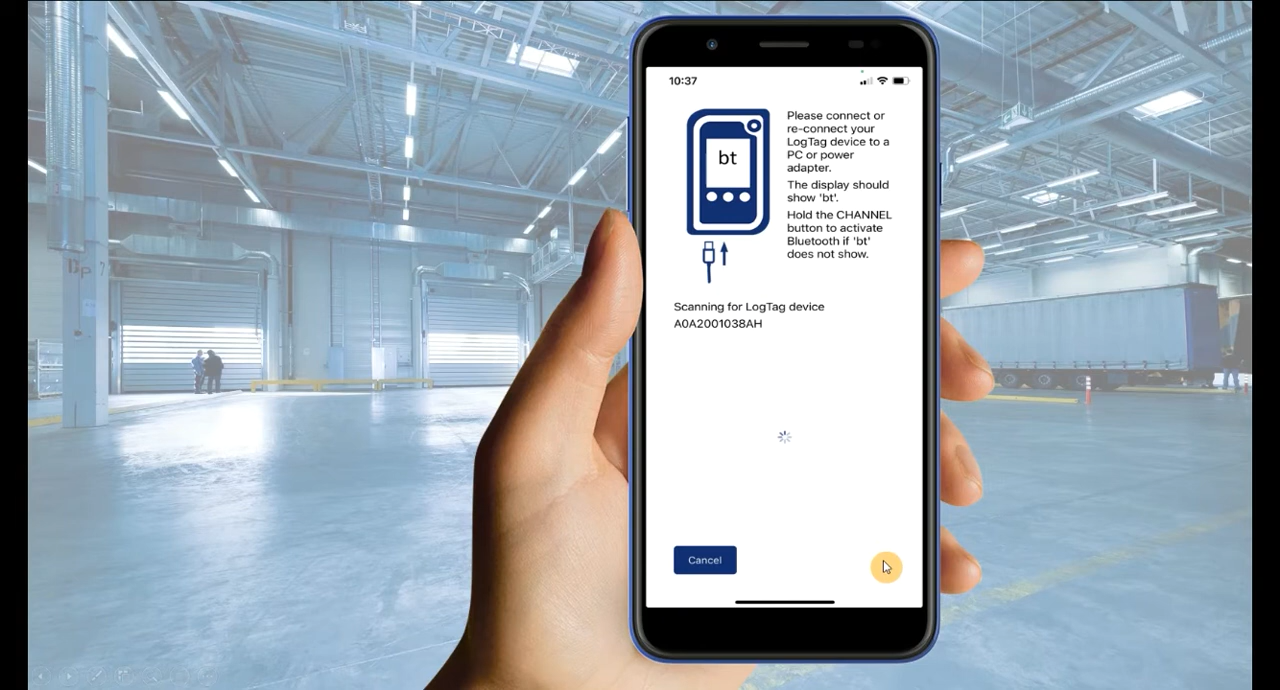 10:37
bt
Please connect or
re-connect your
LogTag device to a
PC or power
adapter.
The display should
show 'bt'.
Hold the CHANNEL
button to activate
Bluetooth if 'bt'
does not show.
Scanning for LogTag device
A0A2001038AH
Cancel